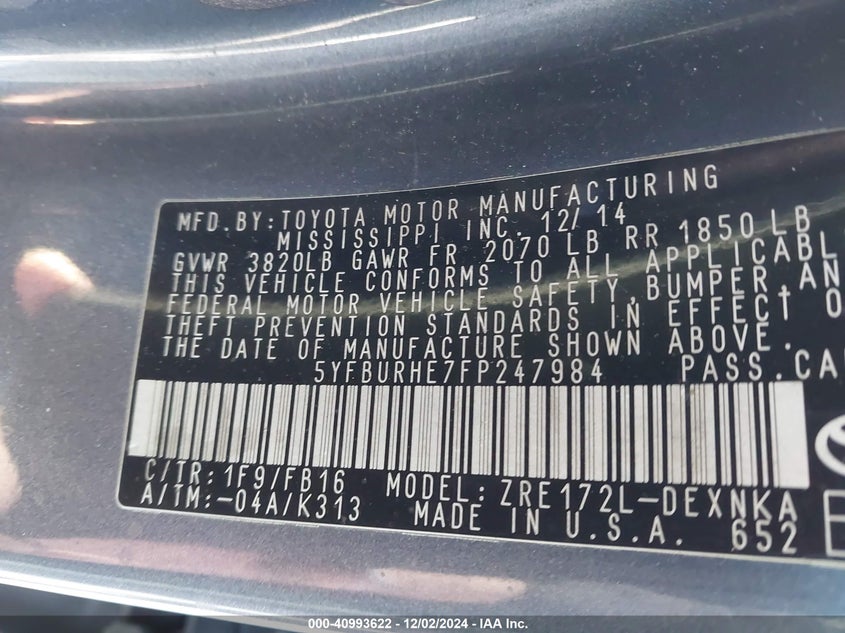 MFD.BY:TOYOTA MOTOR MANUFACTURING
MISSISSIPPI INC. 12/14
GVWR 3820LB GAWR FR 2070 LB RR 1850 LB
THIS VEHICLE CONFORMS TO ALL APPLICABL
FEDERAL MOTOR VEHICLE SAFETY,BUMPER,AN
THEFT PREVENTION STANDARDS IN EFFECT O
THE DATE OF MANUFACTURE SHOWN ABOVE.
5YFBURHE7FP247984 PASS.CA
C/TR:1F9/FB16 MODEL:ZRE172L-DEXNKA
A/TM:-04A/K313 MADE IN U.S.A. 652
000-40993622 - 12/02/2024 - IAA Inc.